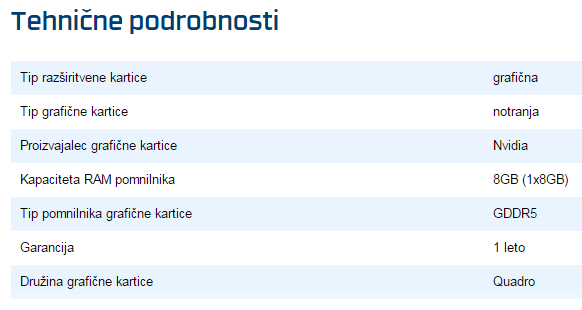 Tehnične podrobnosti
Tip razširitvene kartice grafična
Tip grafične kartice notranja
Proizvajalec grafične kartice Nvidia
Kapaciteta RAM pomnilnika 8GB (1x8GB)
Tip pomnilnika grafične kartice GDDR5
Garancija 1 leto
Družina grafične kartice Quadro